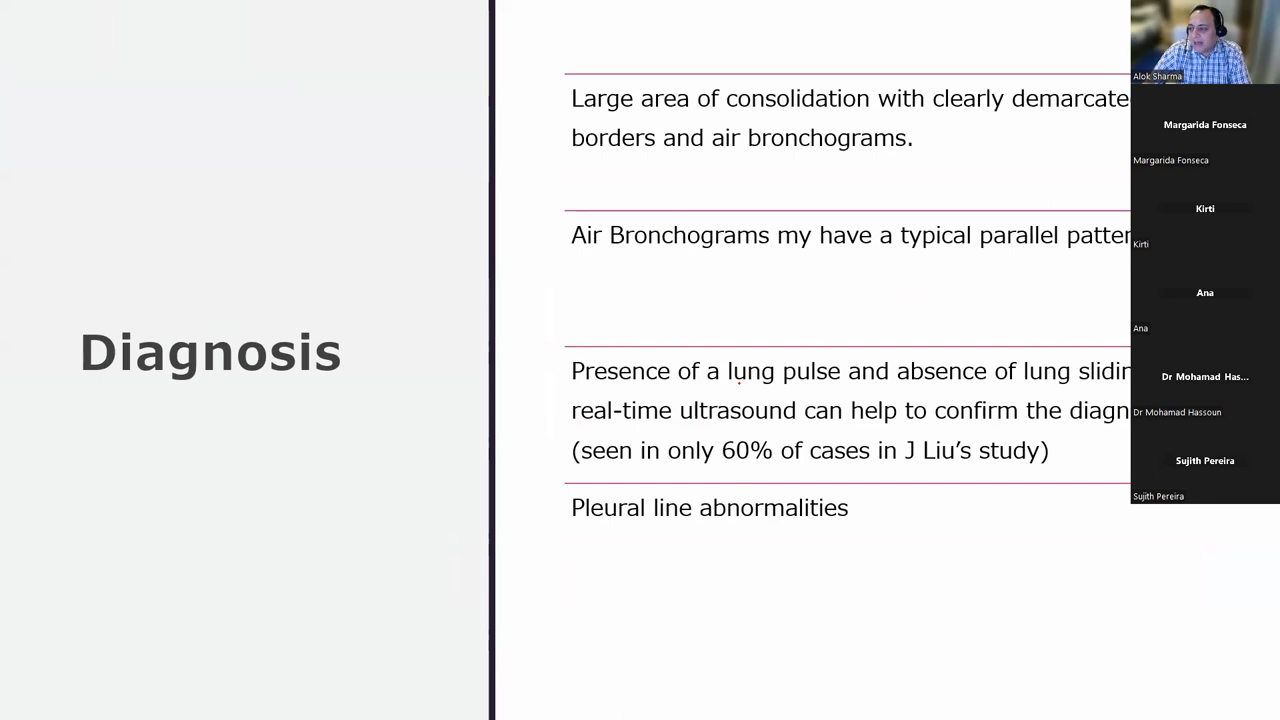 Diagnosis
Large area of consolidation with clearly demarcate
borders and air bronchograms.
Air Bronchograms my have a typical parallel patter
Presence of a lung pulse and absence of lung slidin
real-time ultrasound can help to confirm the diagn
(seen in only 60% of cases in J Liu’s study)
Pleural line abnormalities
Alok Sharma
Margarida Fonseca
Margarida Fonseca
Kirti
Kirti
Ana
Ana
Dr Mohamad Has...
Dr Mohamad Hassoun
Sujith Pereira
Sujith Pereira